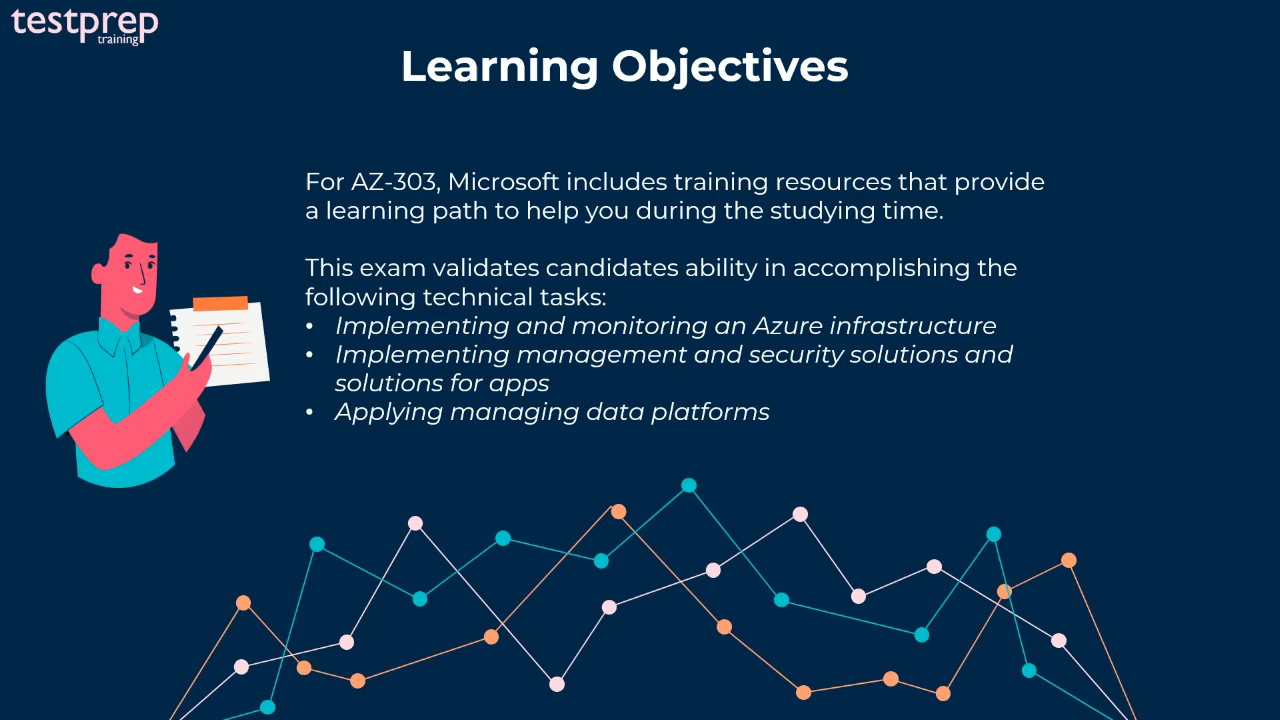 testprep
training
Learning Objectives
For AZ-303, Microsoft includes training resources that provide
a learning path to help you during the studying time.
This exam validates candidates ability in accomplishing the
following technical tasks:
• Implementing and monitoring an Azure infrastructure
• Implementing management and security solutions and
solutions for apps
• Applying managing data platforms